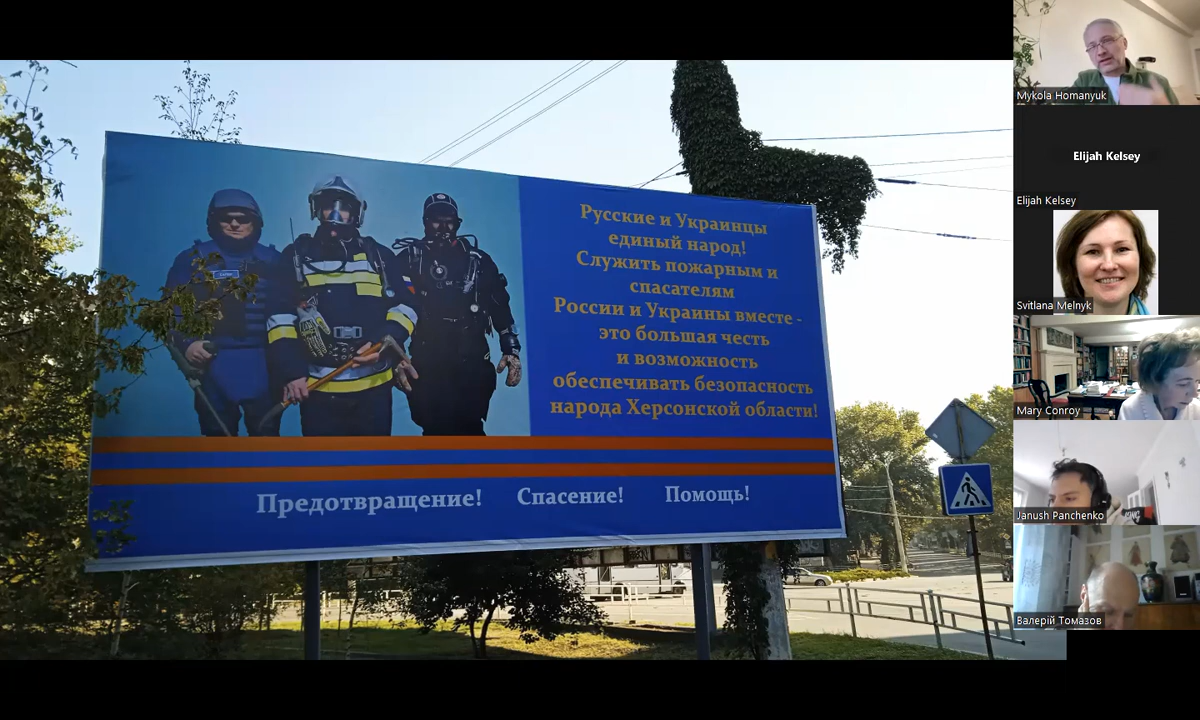 Русские и Украинцы
единый народ!
Служить пожарным и
спасателям
России и Украины вместе -
это большая честь
и возможность
обеспечивать безопасность
народа Херсонской области!
Предотвращение! Спасение! Помощь!
Mykola Homanyuk
Elijah Kelsey
Elijah Kelsey
Svitlana Melnyk
Mary Conroy
Janush Panchenko
Валерій Томазов